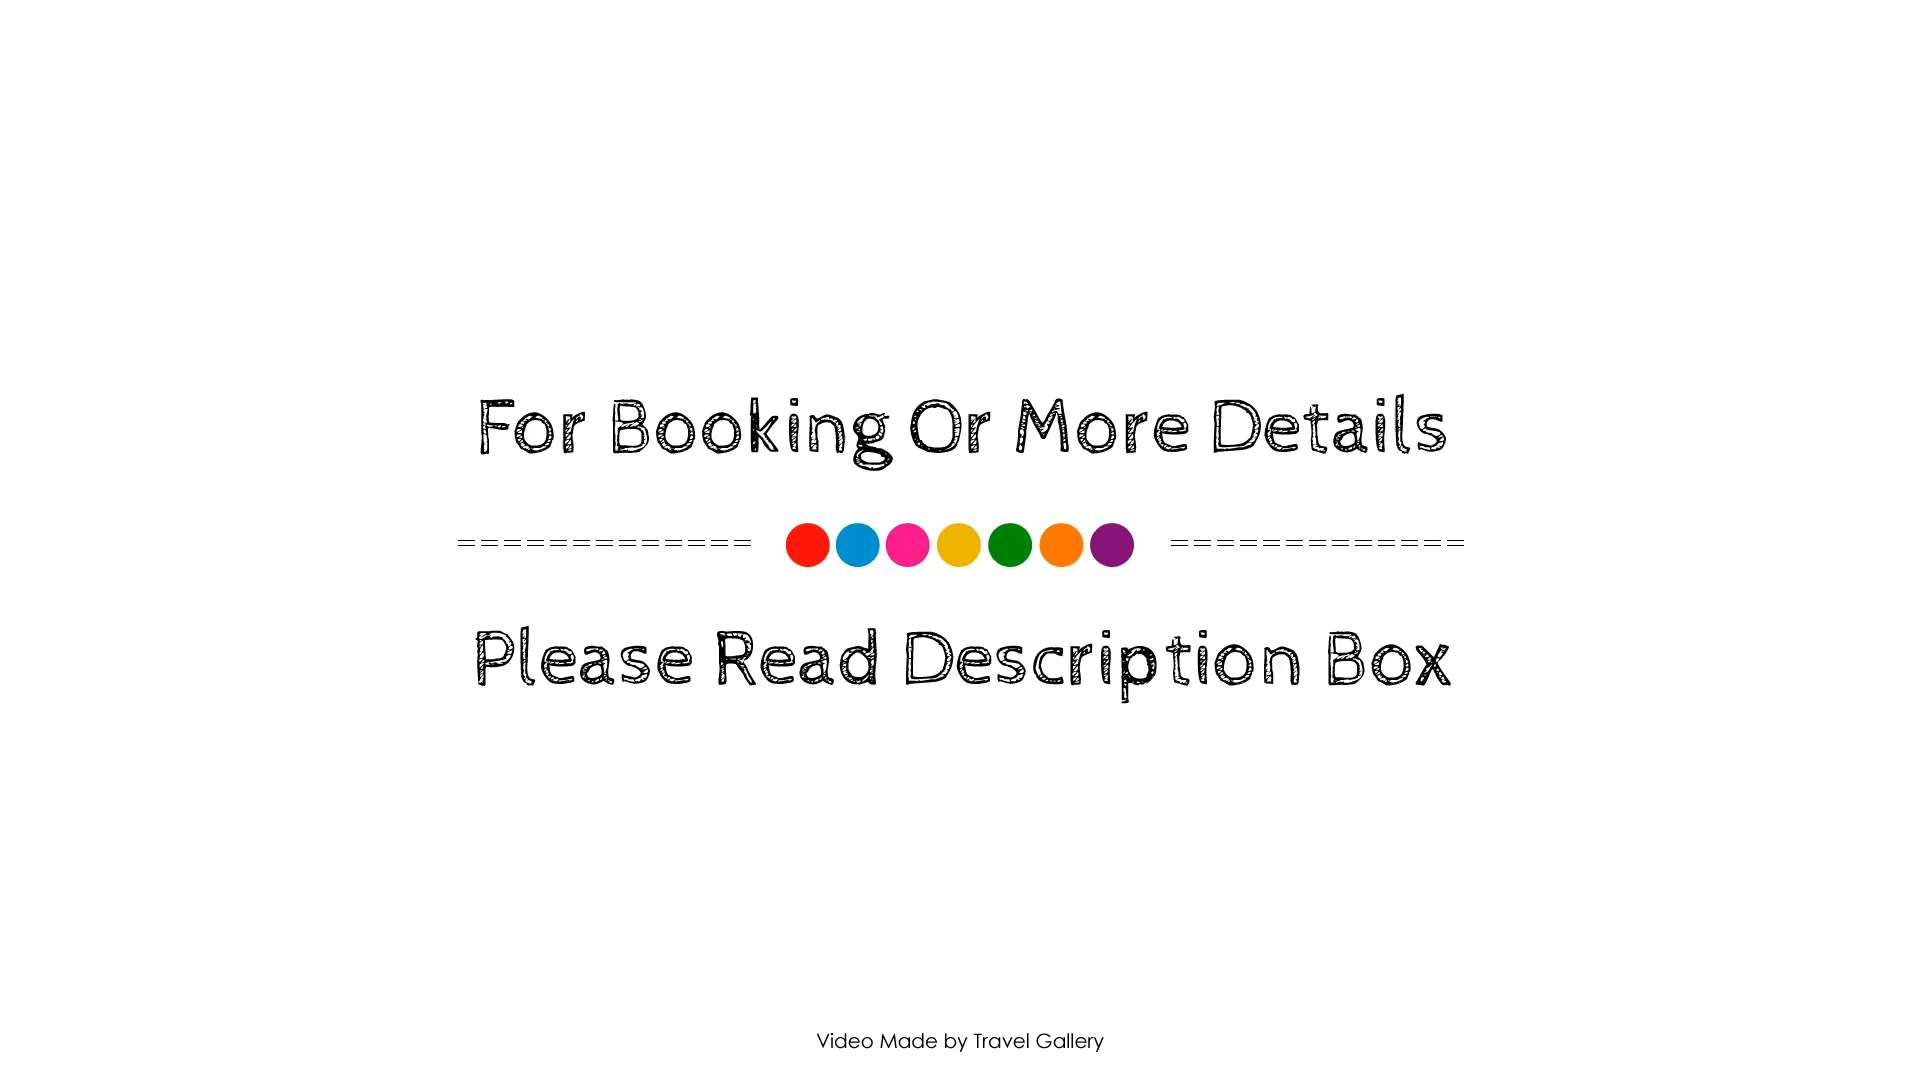 For Booking Or More Details
============= =============
Please Read Description Box
Video Made by Travel Gallery